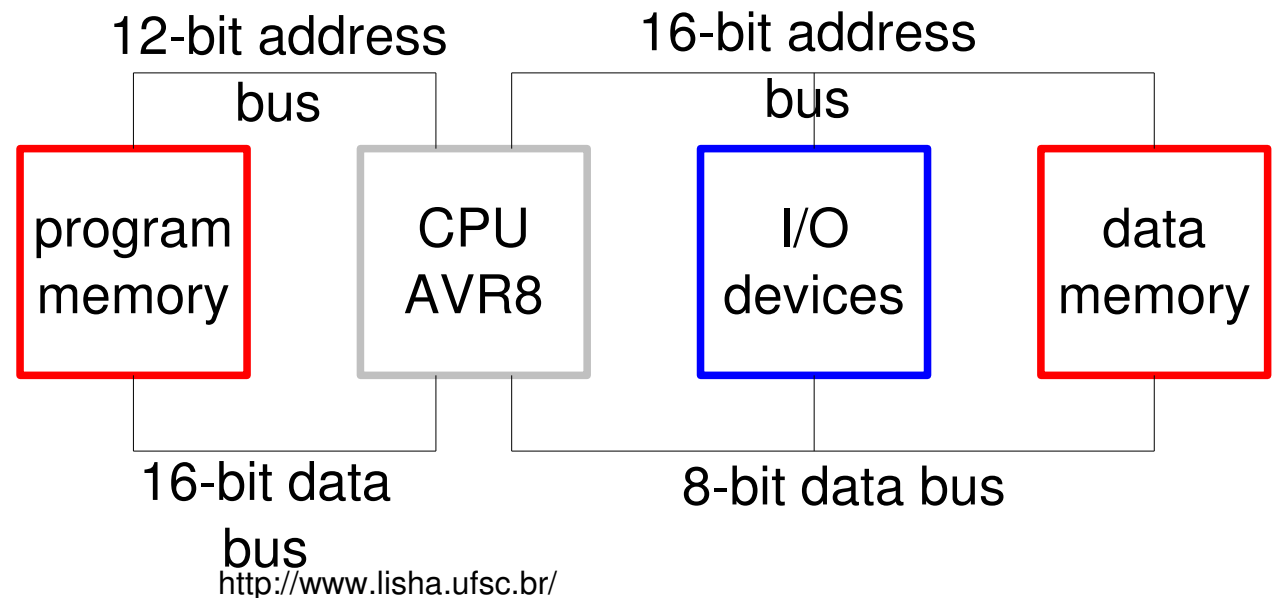 12-bit address
bus
16-bit address
bus
program
memory
CPU
AVR8
I/O
devices
data
memory
16-bit data
bus
8-bit data bus
http://www.lisha.ufsc.br/